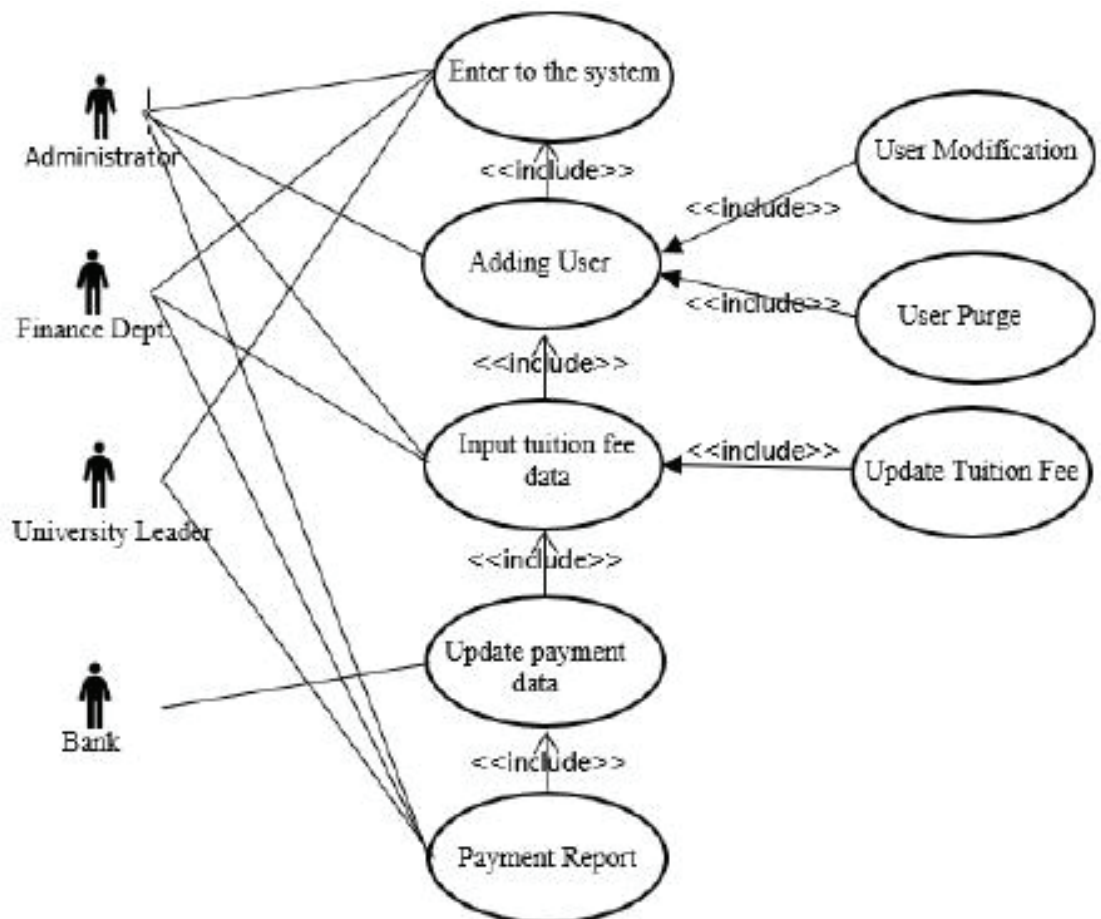 Enter to the system
Administrator
<<include>>
User Modification
<<include>>
Adding User
<<include>>
User Purge
Finance Dept.
<<include>>
Input tuition fee
data
<<include>>
Update Tuition Fee
University Leader
<<include>>
Update payment
data
Bank
<<include>>
Payment Report